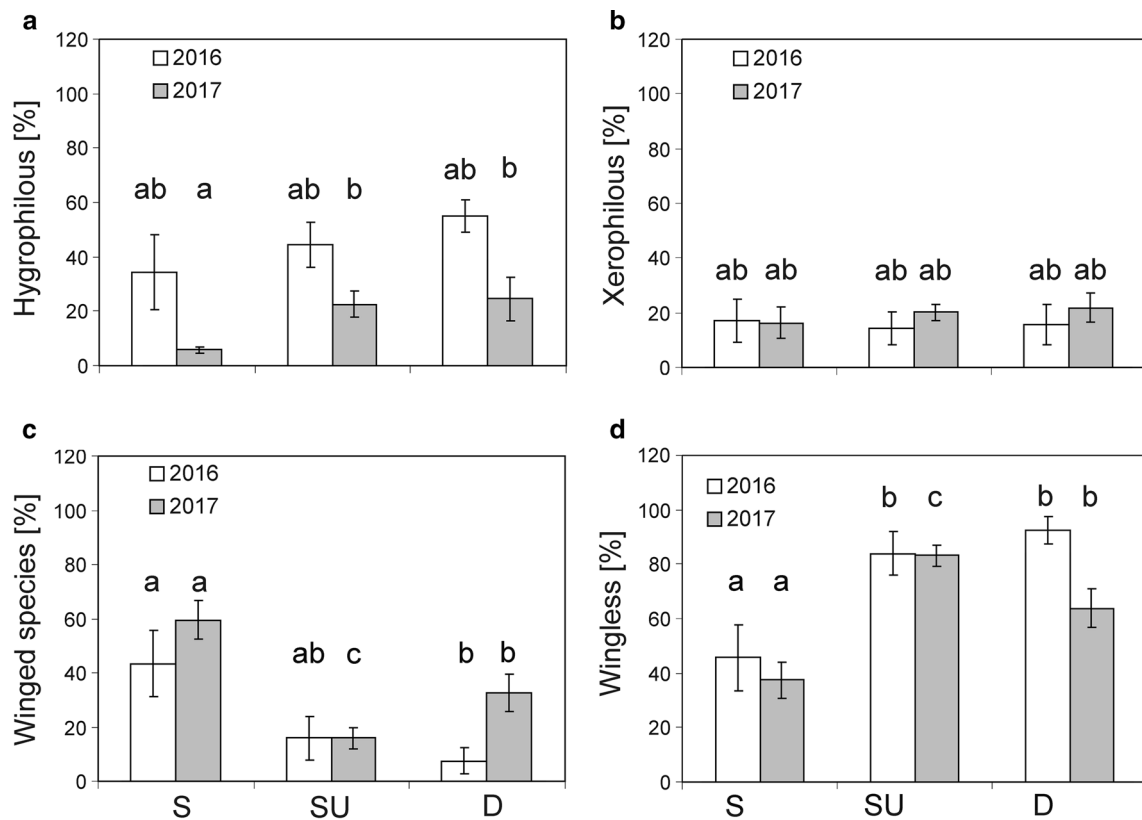 a
120
100
80
60
40
20
0
Hygrophilous [%]
2016
2017
ab a ab b ab b
b
120
100
80
60
40
20
0
Xerophilous [%]
2016
2017
ab ab ab ab ab ab
c
120
100
80
60
40
20
0
Winged species [%]
2016
2017
a a ab c b b
S SU D
d
120
100
80
60
40
20
0
Wingless [%]
2016
2017
a a b c b b
S SU D